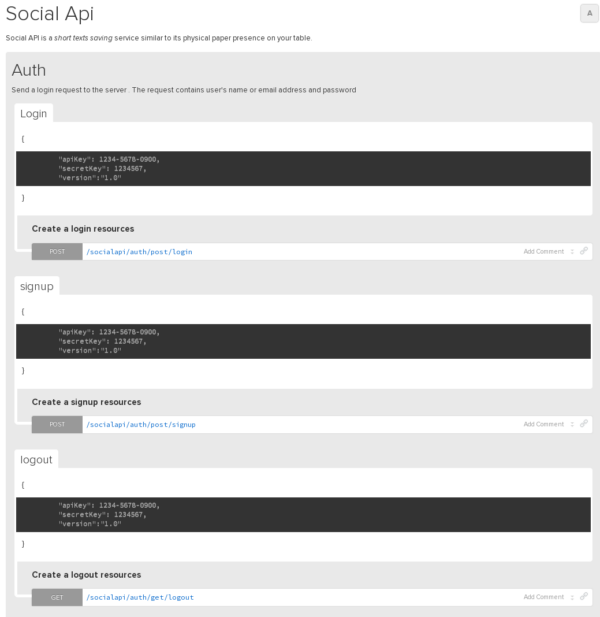 Social Api
A
Social API is a short texts saving service similar to its physical paper presence on your table.
Auth
Send a login request to the server . The request contains user's name or email address and password
Login
{
"apiKey": 1234-5678-0900,
"secretKey": 1234567,
"version":"1.0"
}
Create a login resources
POST /socialapi/auth/post/login Add Comment
signup
{
"apiKey": 1234-5678-0900,
"secretKey": 1234567,
"version":"1.0"
}
Create a signup resources
POST /socialapi/auth/post/signup Add Comment
logout
{
"apiKey": 1234-5678-0900,
"secretKey": 1234567,
"version":"1.0"
}
Create a logout resources
GET /socialapi/auth/get/logout Add Comment